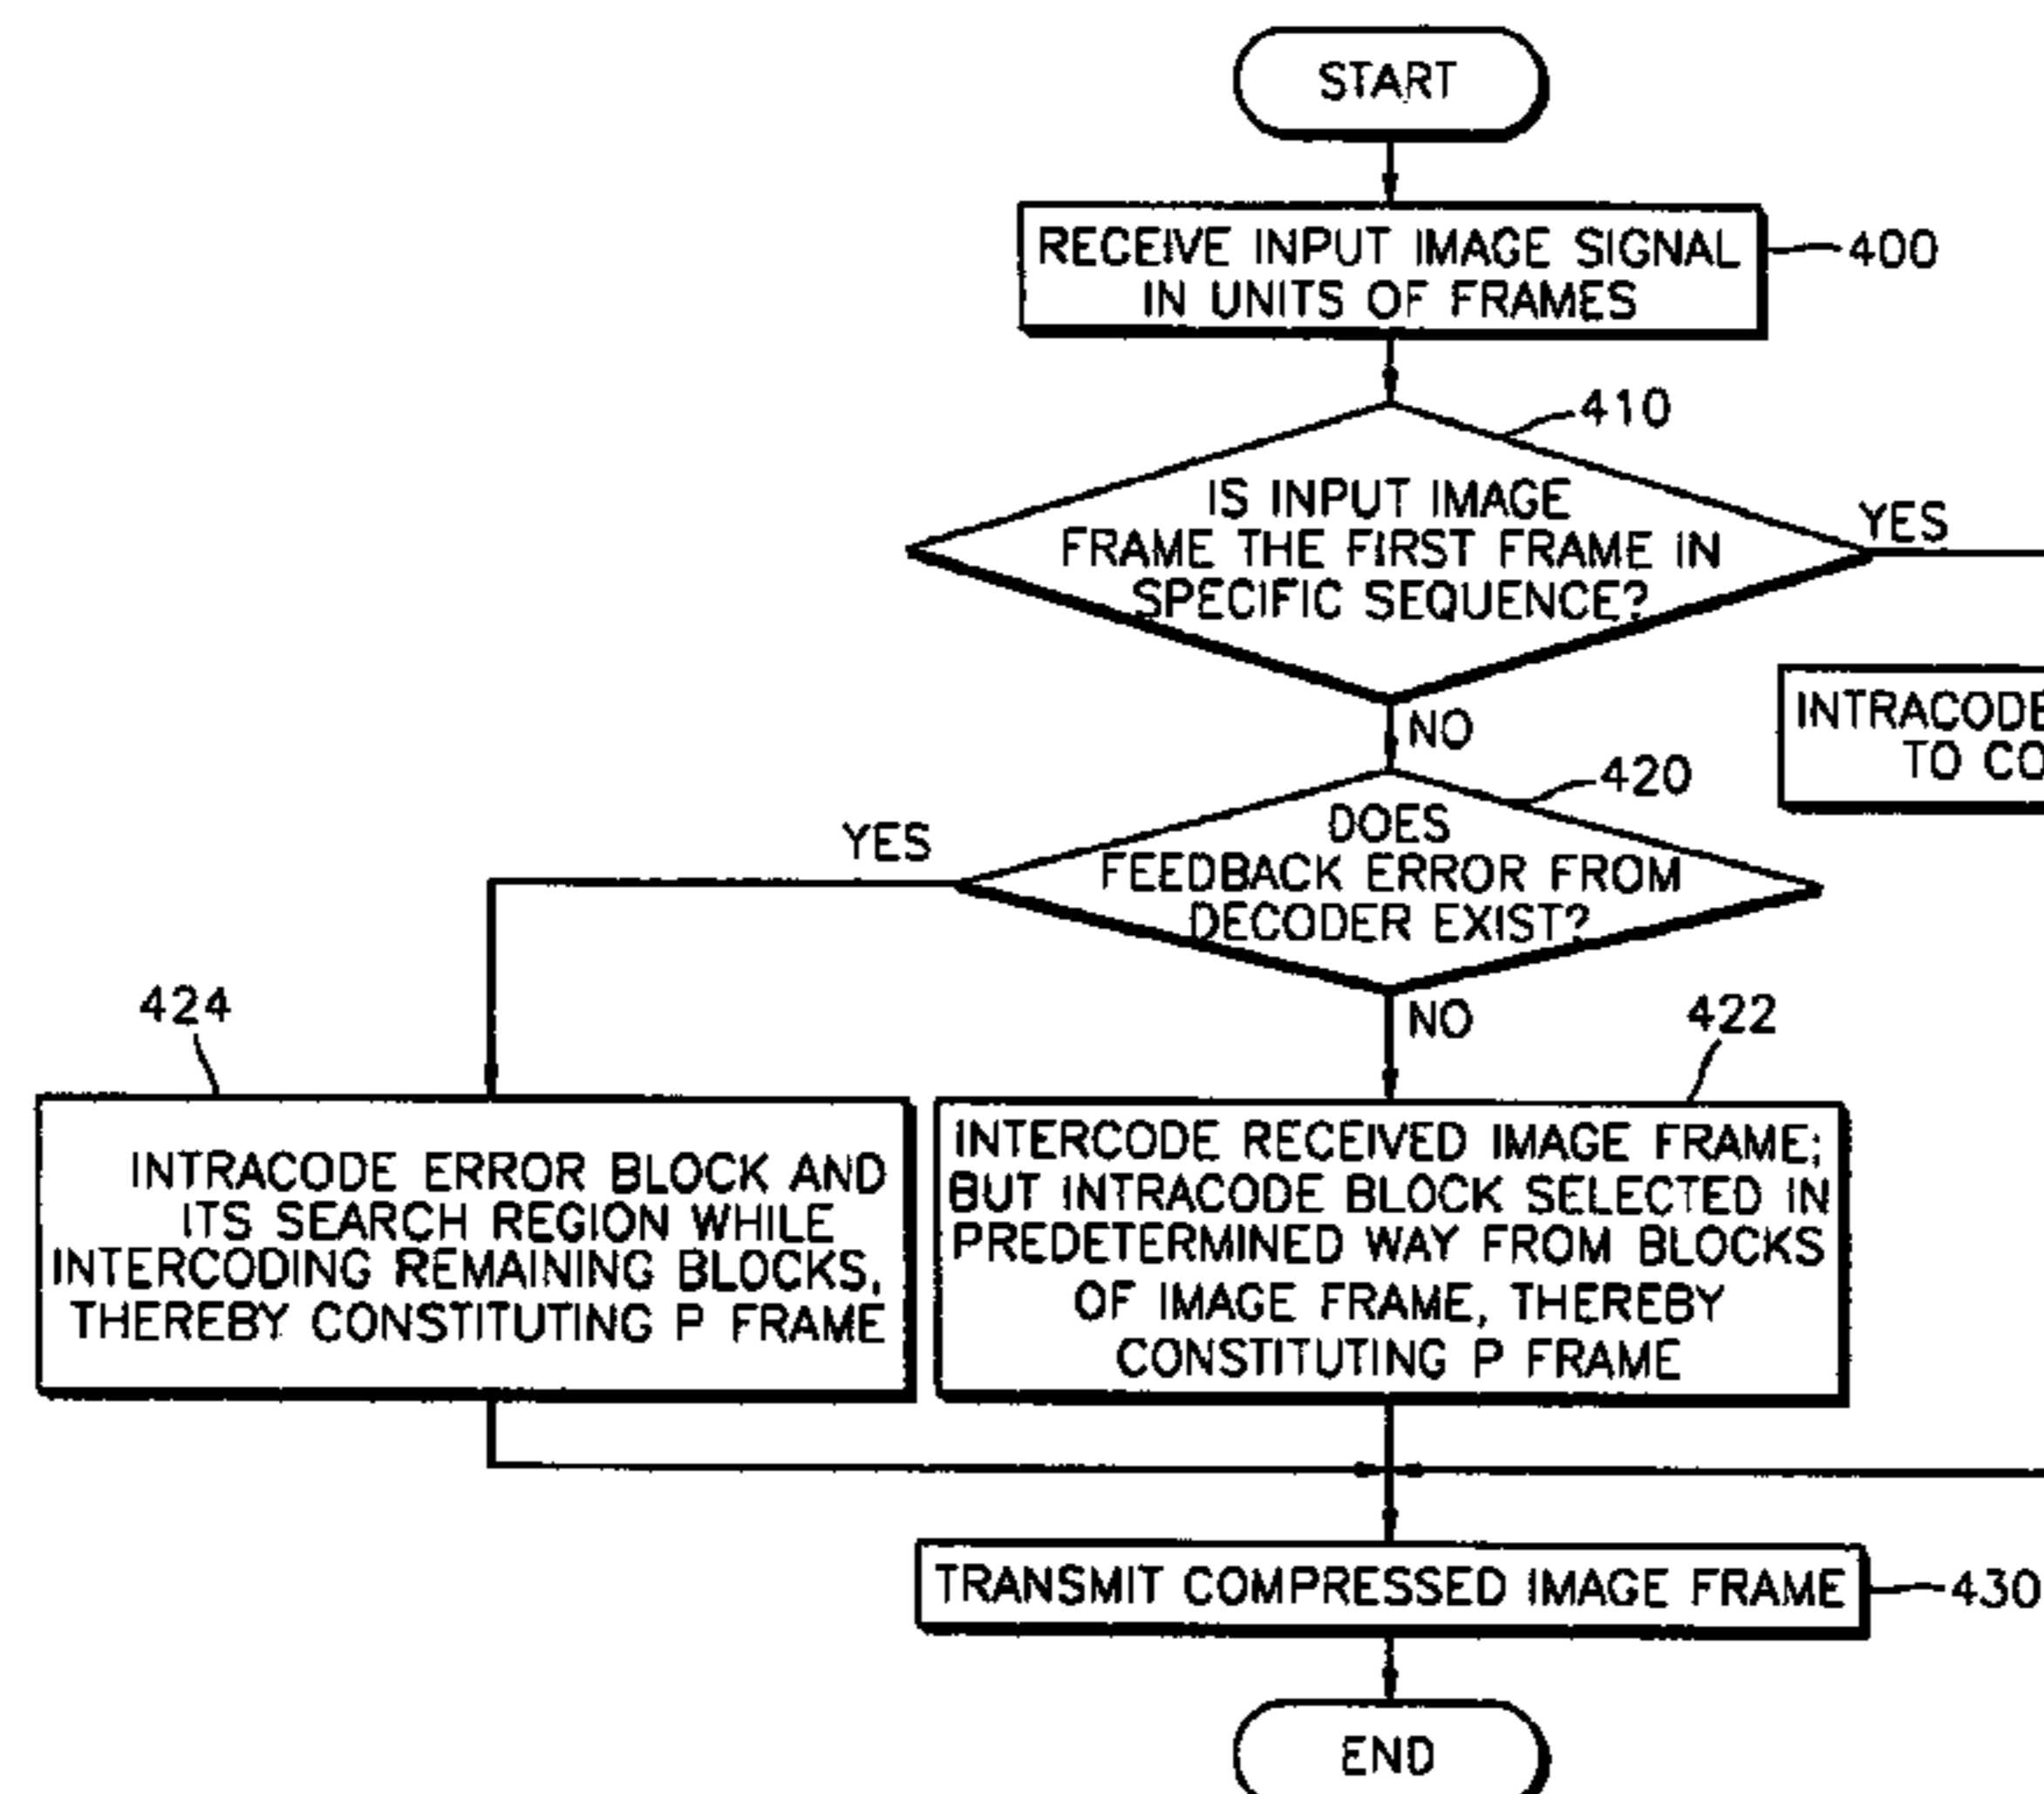 START
RECEIVE INPUT IMAGE SIGNAL
IN UNITS OF FRAMES
400
410
IS INPUT IMAGE
FRAME THE FIRST FRAME IN
SPECIFIC SEQUENCE?
YES
NO
INTRACODE
TO
420
DOES
FEEDBACK ERROR FROM
DECODER EXIST?
YES
NO
424
422
INTRACODE ERROR BLOCK AND
ITS SEARCH REGION WHILE
INTERCODING REMAINING BLOCKS,
THEREBY CONSTITUTING P FRAME
INTERCODE RECEIVED IMAGE FRAME;
BUT INTRACODE BLOCK SELECTED IN
PREDETERMINED WAY FROM BLOCKS
OF IMAGE FRAME, THEREBY
CONSTITUTING P FRAME
TRANSMIT COMPRESSED IMAGE FRAME
430
END